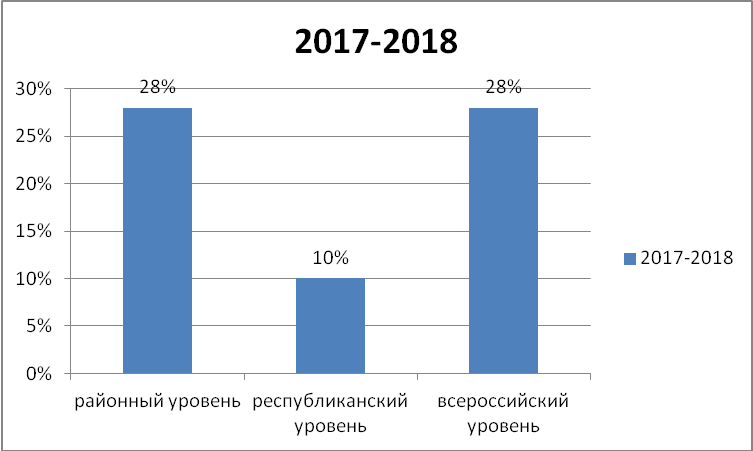 2017-2018
30%
25%
20%
15%
10%
5%
0%
28%
10%
28%
районный уровень
республиканский
уровень
всероссийский
уровень
2017-2018